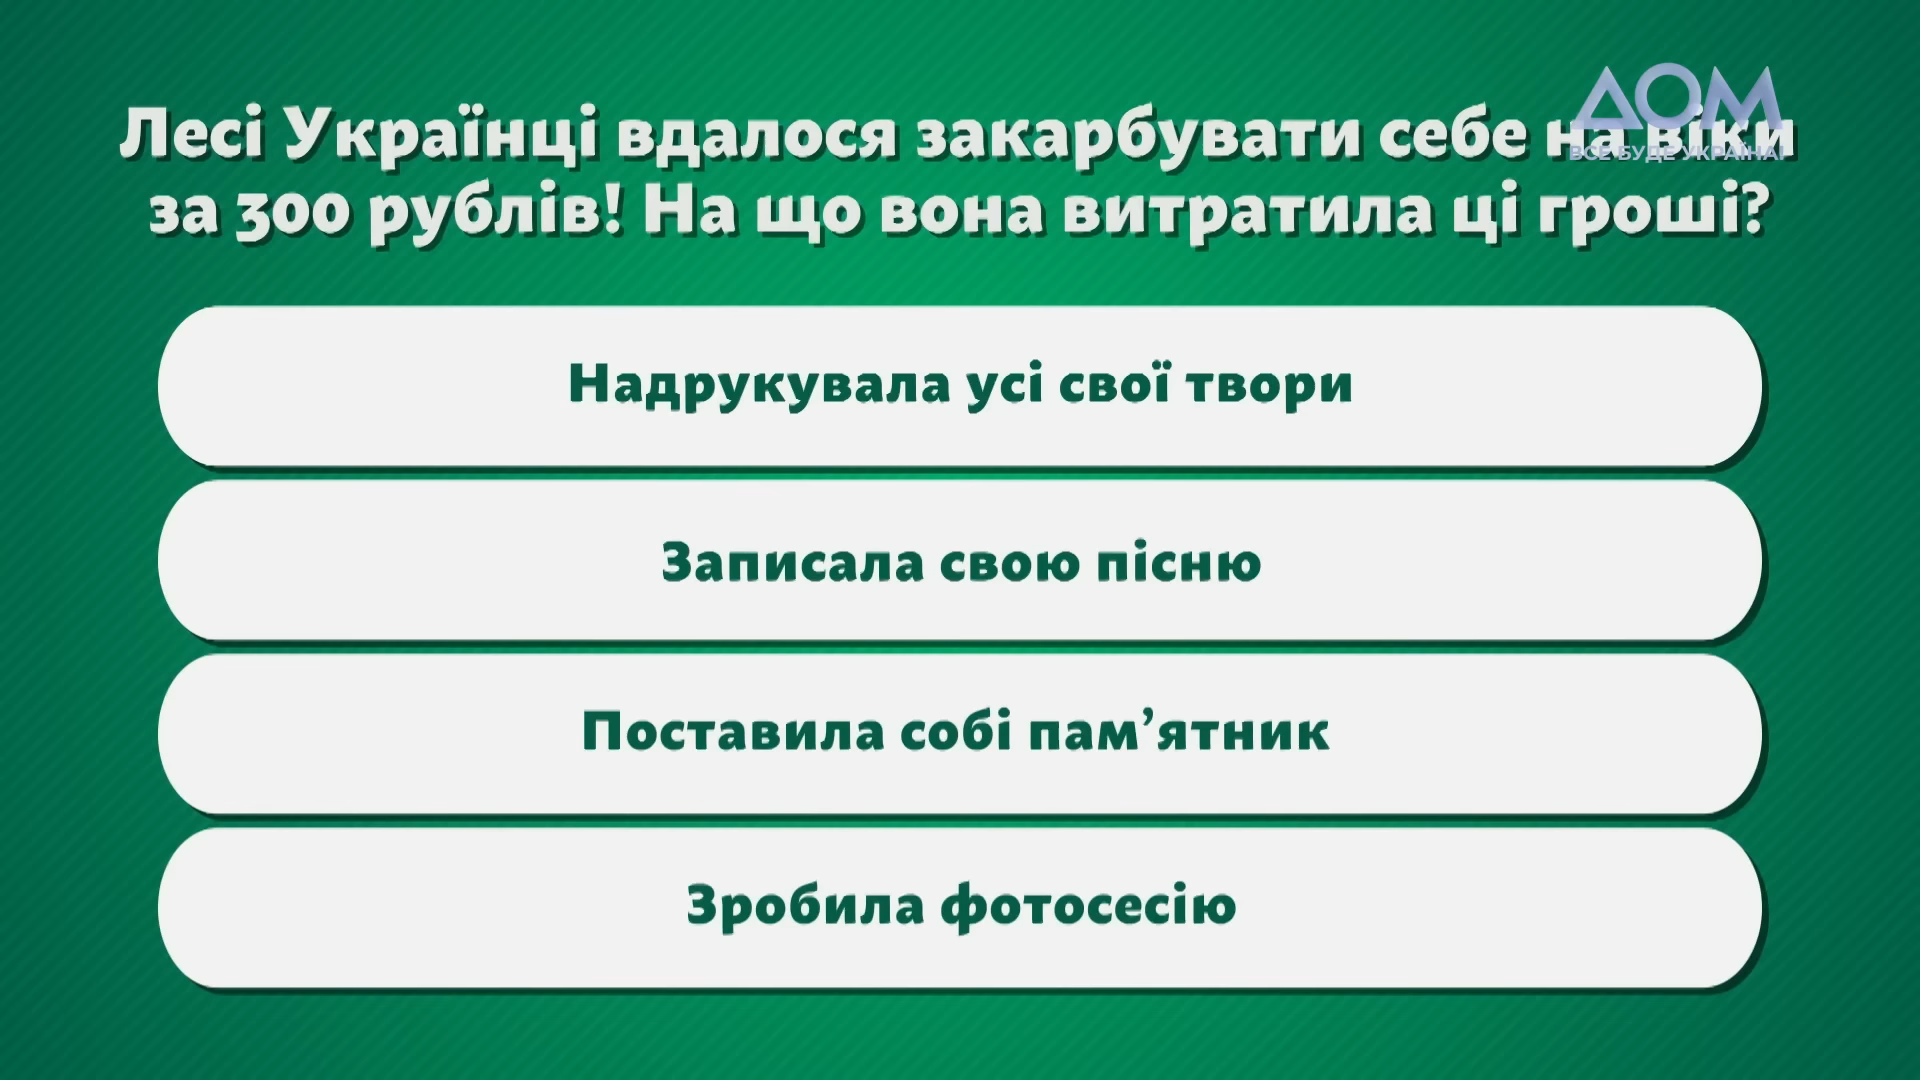 ДОМ
ВСЕ БУДЕ УКРАЇНА!
Лесі Українці вдалося закарбувати себе на віки
за 300 рублів! На що вона витратила ці гроші?
Надрукувала усі свої твори
Записала свою пісню
Поставила собі пам’ятник
Зробила фотосесію